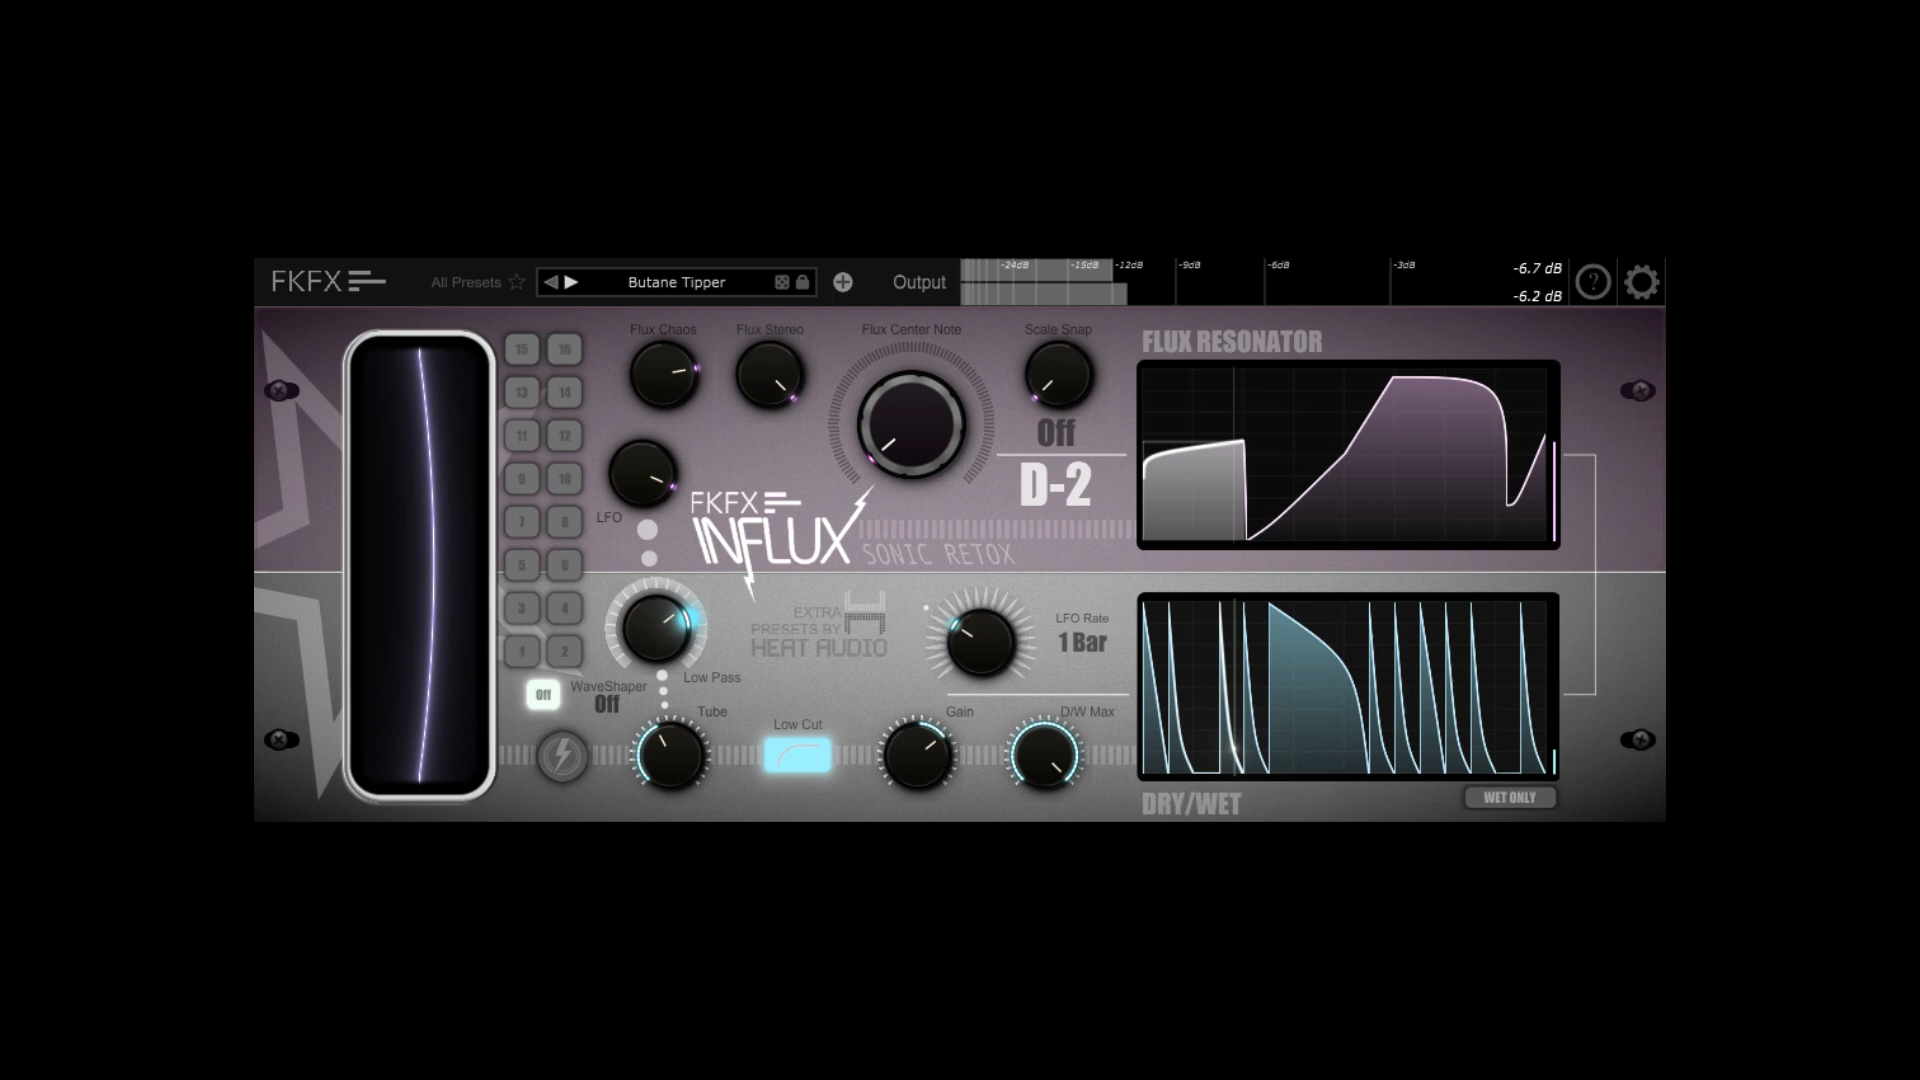 FKFX
All Presets
Butane Tipper
Output
-24dB -15dB -12dB -9dB -6dB -3dB
-6.7 dB
-6.2 dB
?
Flux Chaos
Flux Stereo
Flux Center Note
Scale Snap
Off
D-2
FLUX RESONATOR
15 16
13 14
11 12
9 10
7 8
5 6
3 4
1 2
LFO
FKFX
INFLUX
SONIC RETOX
EXTRA
PRESETS BY
HEAT AUDIO
LFO Rate
1 Bar
Low Pass
Off
WaveShaper
Off
Tube
Low Cut
Gain
D/W Max
DRY/WET
WET ONLY